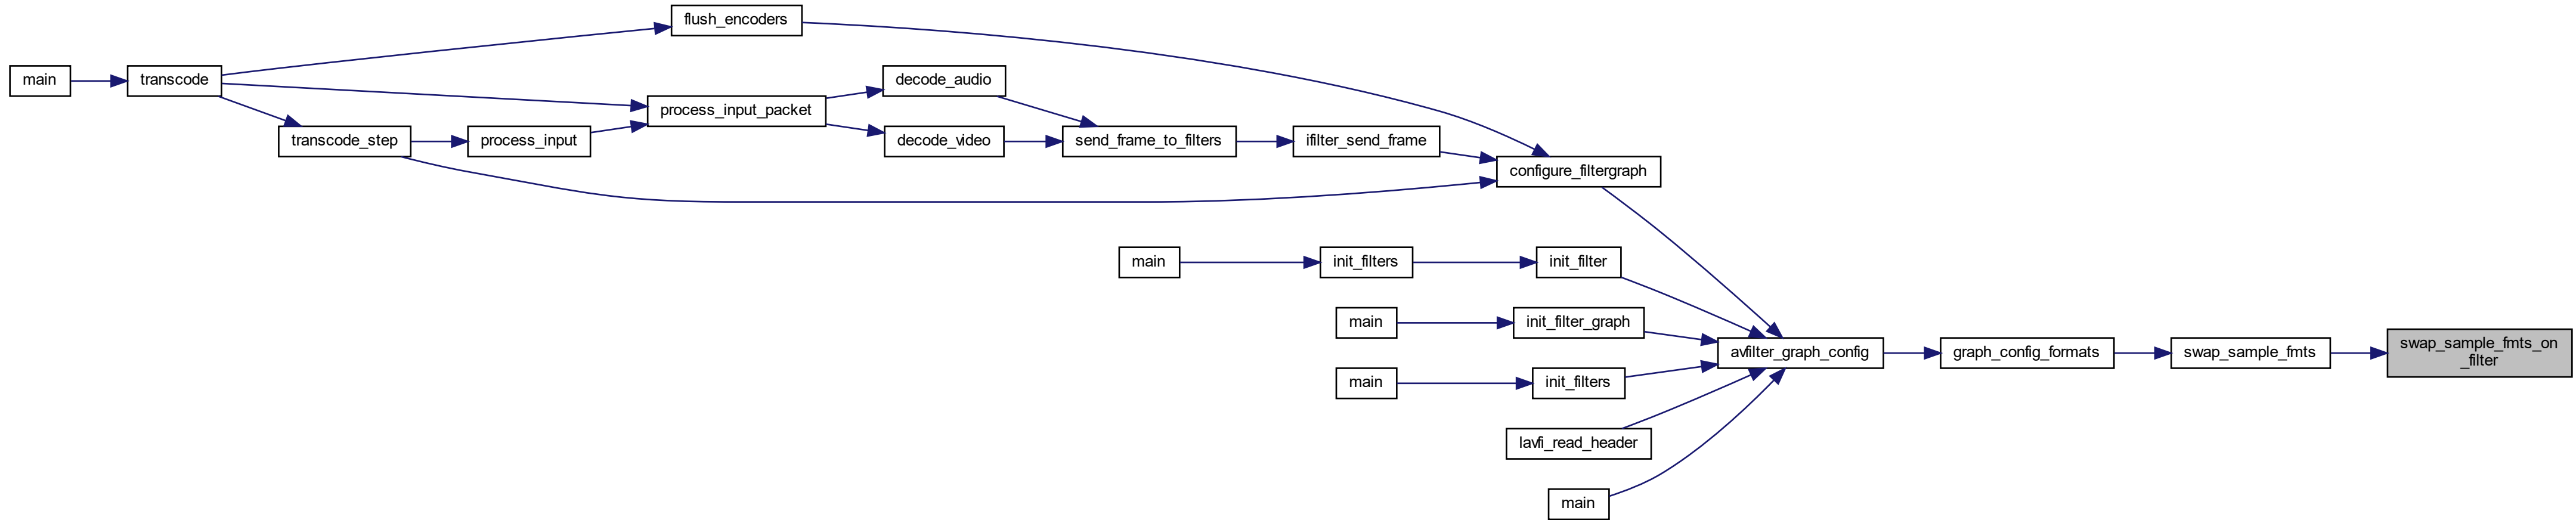 flush_encoders
main
transcode
decode_audio
process_input_packet
transcode_step
process_input
decode_video
send_frame_to_filters
ifilter_send_frame
configure_filtergraph
main
init_filters
init_filter
main
init_filter_graph
avfilter_graph_config
graph_config_formats
swap_sample_fmts
swap_sample_fmts_on
_filter
main
init_filters
lavfi_read_header
main